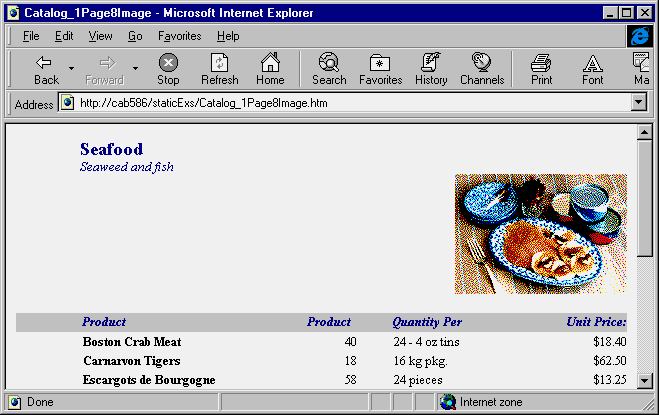 Catalog_1Page8Image - Microsoft Internet Explorer
File Edit View Go Favorites Help
Back Forward Stop Refresh Home Search Favorites History Channels Print Font Ma
Address http://cab586/staticExs/Catalog_1Page8Image.htm
Seafood
Seaweed and fish
Product Product Quantity Per Unit Price:
Boston Crab Meat 40 24 - 4 oz tins $18.40
Carnarvon Tigers 18 16 kg pkg. $62.50
Escargots de Bourgogne 58 24 pieces $13.25
Done Internet zone